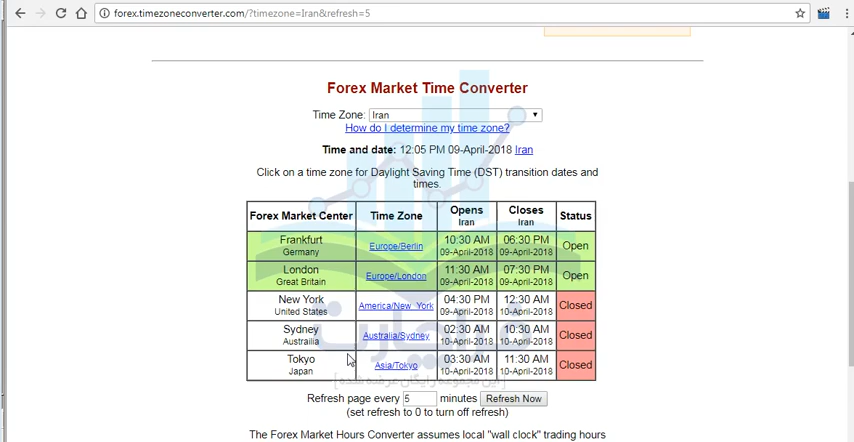 forex.timezoneconverter.com/?timezone=Iran&refresh=5
Forex Market Time Converter
Time Zone: Iran
How do I determine my time zone?
Time and date: 12:05 PM 09-April-2018 Iran
Click on a time zone for Daylight Saving Time (DST) transition dates and
times.
Forex Market Center Time Zone Opens Iran Closes Iran Status
Frankfurt Germany Europe/Berlin 10:30 AM 09-April-2018 06:30 PM 09-April-2018 Open
London Great Britain Europe/London 11:30 AM 09-April-2018 07:30 PM 09-April-2018 Open
New York United States America/New_York 04:30 PM 09-April-2018 12:30 AM 10-April-2018 Closed
Sydney Austrailia Australia/Sydney 02:30 AM 10-April-2018 10:30 AM 10-April-2018 Closed
Tokyo Japan Asia/Tokyo 03:30 AM 10-April-2018 11:30 AM 10-April-2018 Closed
فراچارت
[این مجموعه رایگان عرضه شده]
Refresh page every 5 minutes Refresh Now
(set refresh to 0 to turn off refresh)
The Forex Market Hours Converter assumes local "wall clock" trading hours